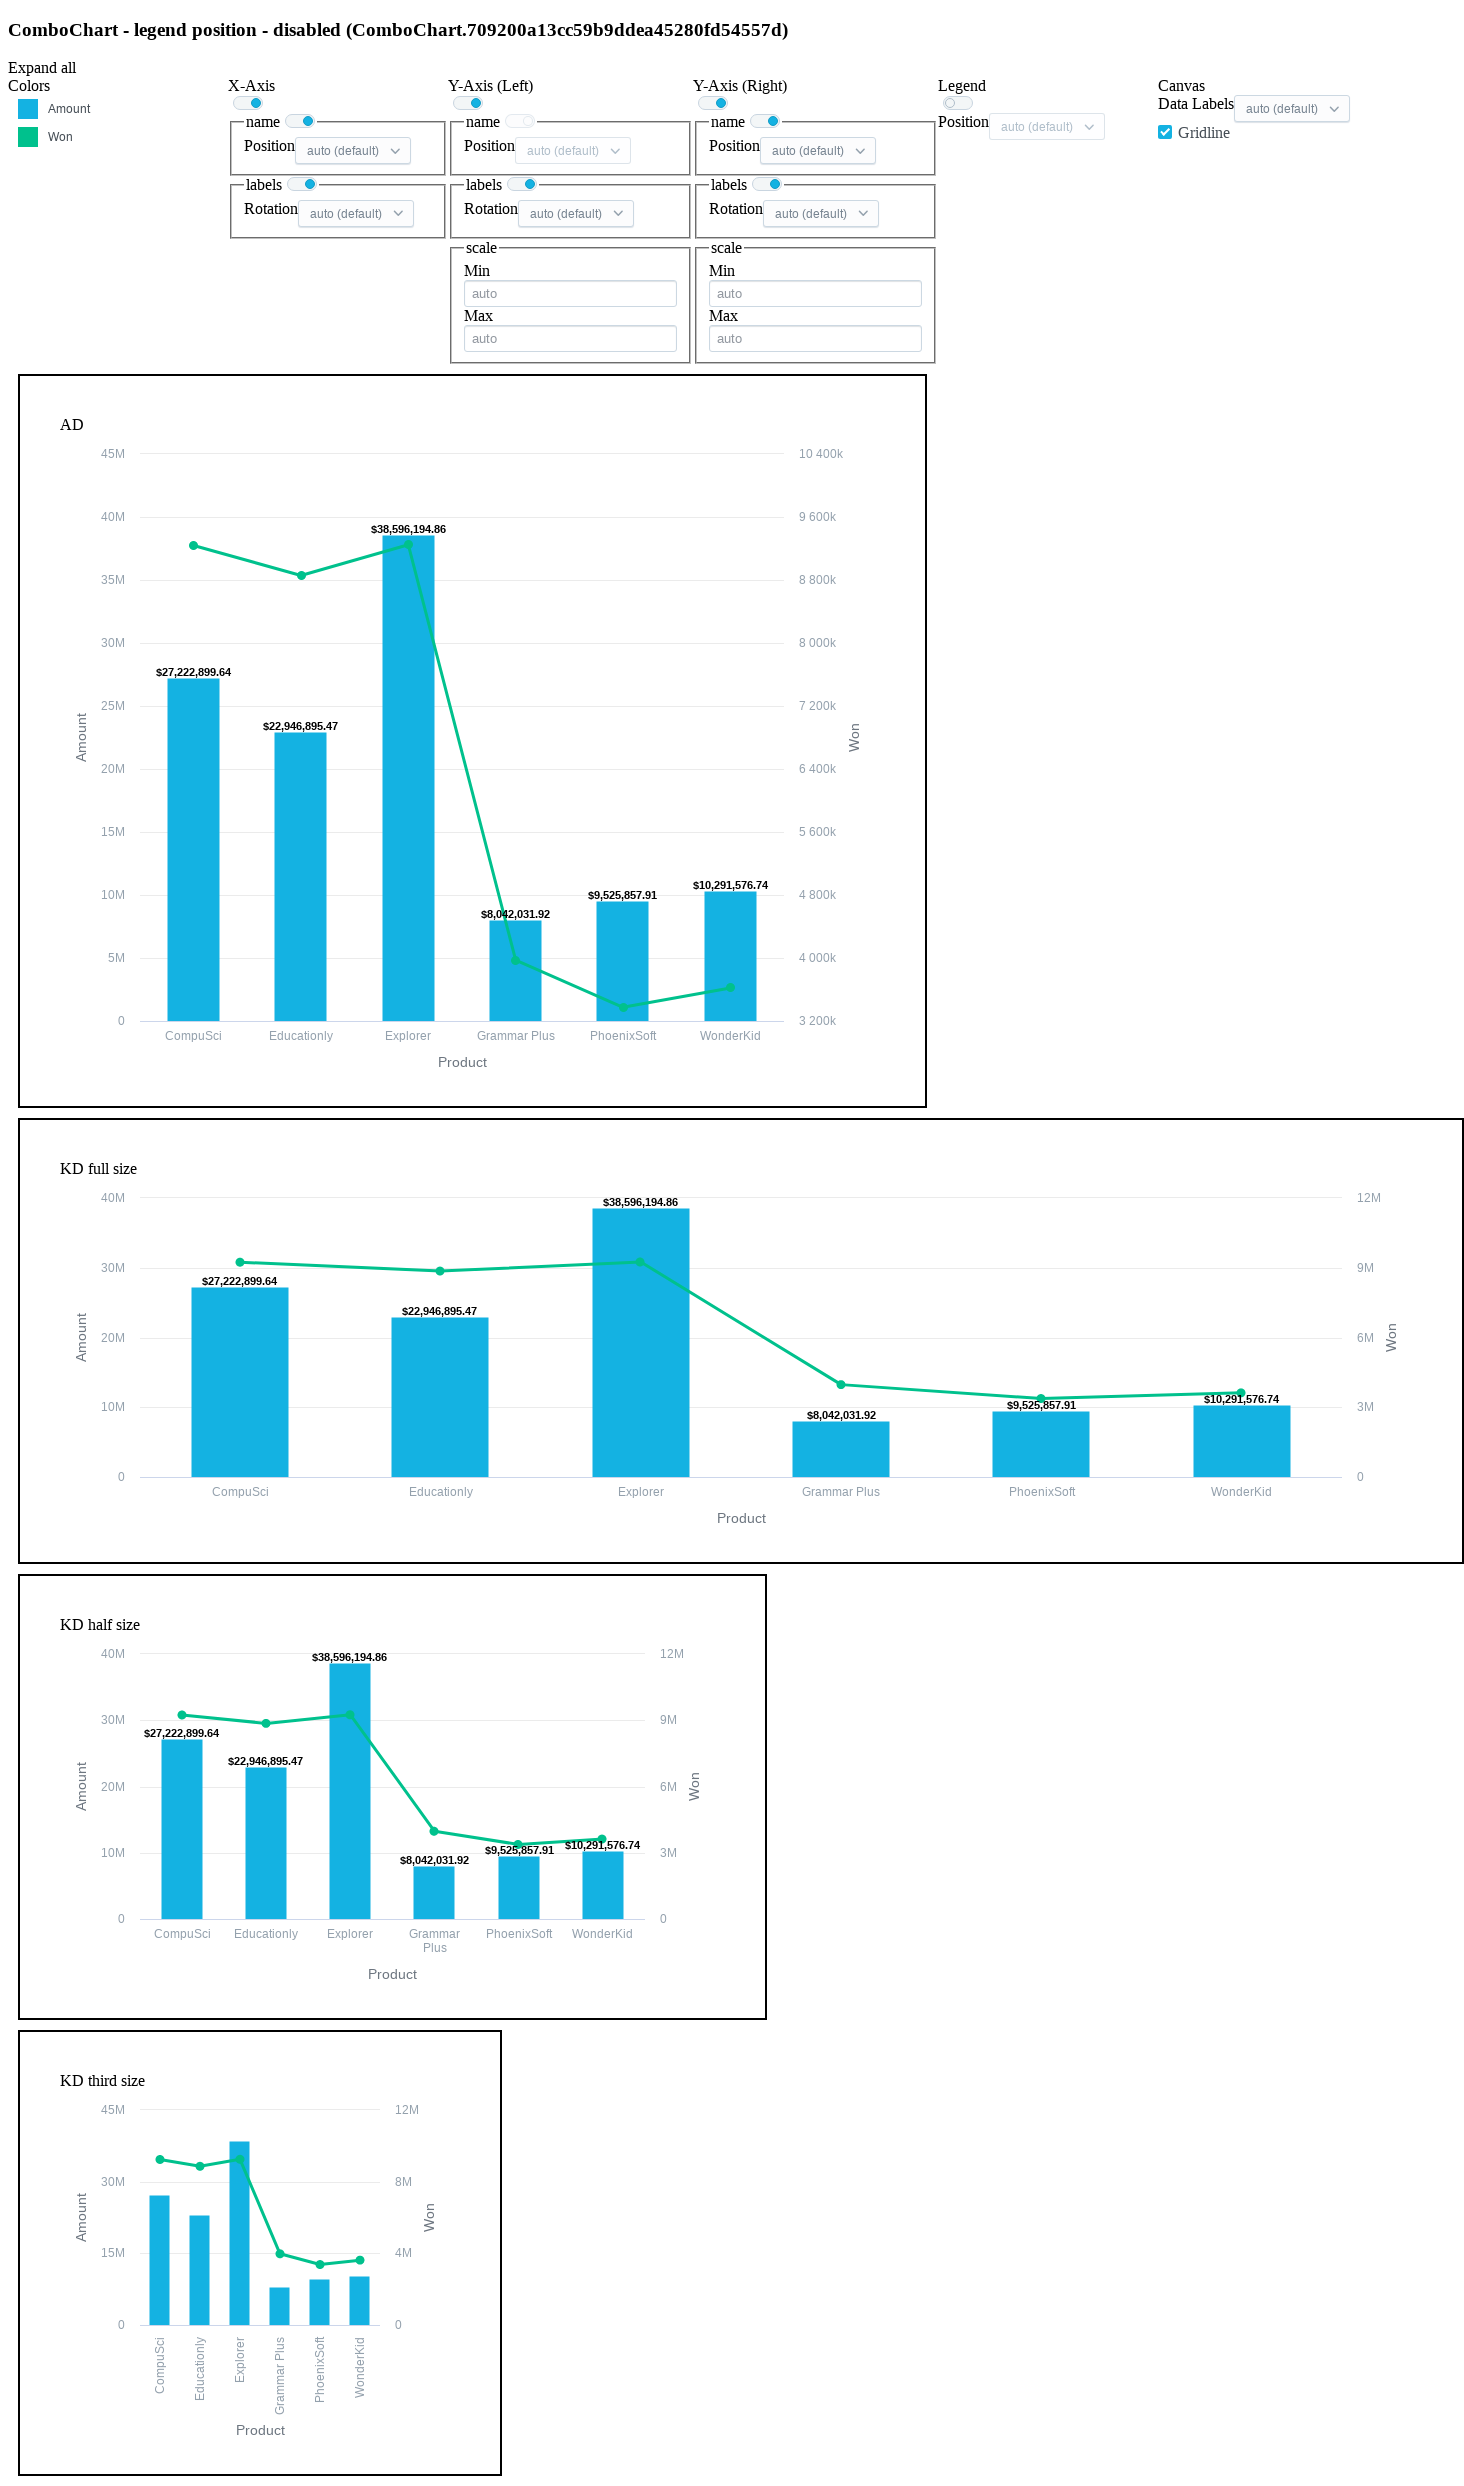 ComboChart - legend position - disabled (ComboChart.709200a13cc59b9ddea45280fd54557d)
Expand all
Colors
Amount
Won
X-Axis
name
Position auto (default)
labels
Rotation auto (default)
Y-Axis (Left)
name
Position auto (default)
labels
Rotation auto (default)
scale
Min
auto
Max
auto
Y-Axis (Right)
name
Position auto (default)
labels
Rotation auto (default)
scale
Min
auto
Max
auto
Legend
Position auto (default)
Canvas
Data Labels auto (default)
Gridline
AD
45M 10 400k
40M 9 600k
$38,596,194.86
35M 8 800k
30M 8 000k
$27,222,899.64
25M 7 200k
$22,946,895.47
Amount
Won
20M 6 400k
15M 5 600k
$10,291,576.74
10M $9,525,857.91 4 800k
$8,042,031.92
5M 4 000k
0 3 200k
CompuSci Educationly Explorer Grammar Plus PhoenixSoft WonderKid
Product
KD full size
40M 12M
$38,596,194.86
30M 9M
$27,222,899.64
$22,946,895.47
Amount
Won
20M 6M
$10,291,576.74
$9,525,857.91
10M 3M
$8,042,031.92
0 0
CompuSci Educationly Explorer Grammar Plus PhoenixSoft WonderKid
Product
KD half size
40M 12M
$38,596,194.86
30M 9M
$27,222,899.64
$22,946,895.47
Amount
Won
20M 6M
$10,291,576.74
$9,525,857.91
10M 3M
$8,042,031.92
0 0
CompuSci Educationly Explorer Grammar PhoenixSoft WonderKid
Plus
Product
KD third size
45M 12M
30M 8M
Amount
Won
15M 4M
0 0
CompuSci Educationly Explorer Grammar Plus PhoenixSoft WonderKid
Product